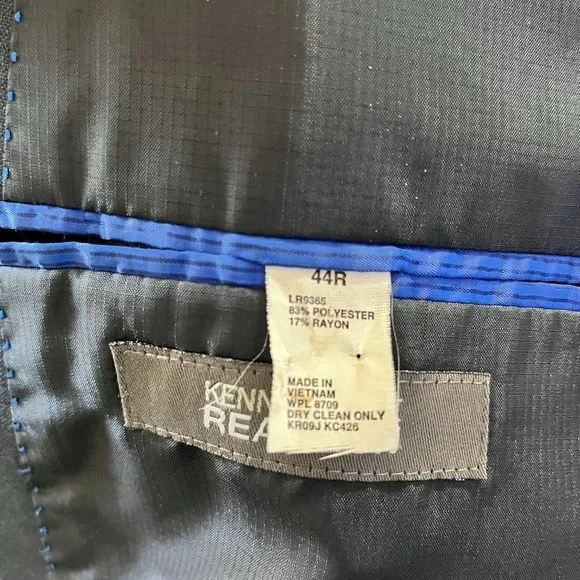 44R
LR9365
83% POLYESTER
17% RAYON
MADE IN
VIETNAM
WPL 8709
DRY CLEAN ONLY
KR09J KC426
KENN
REA